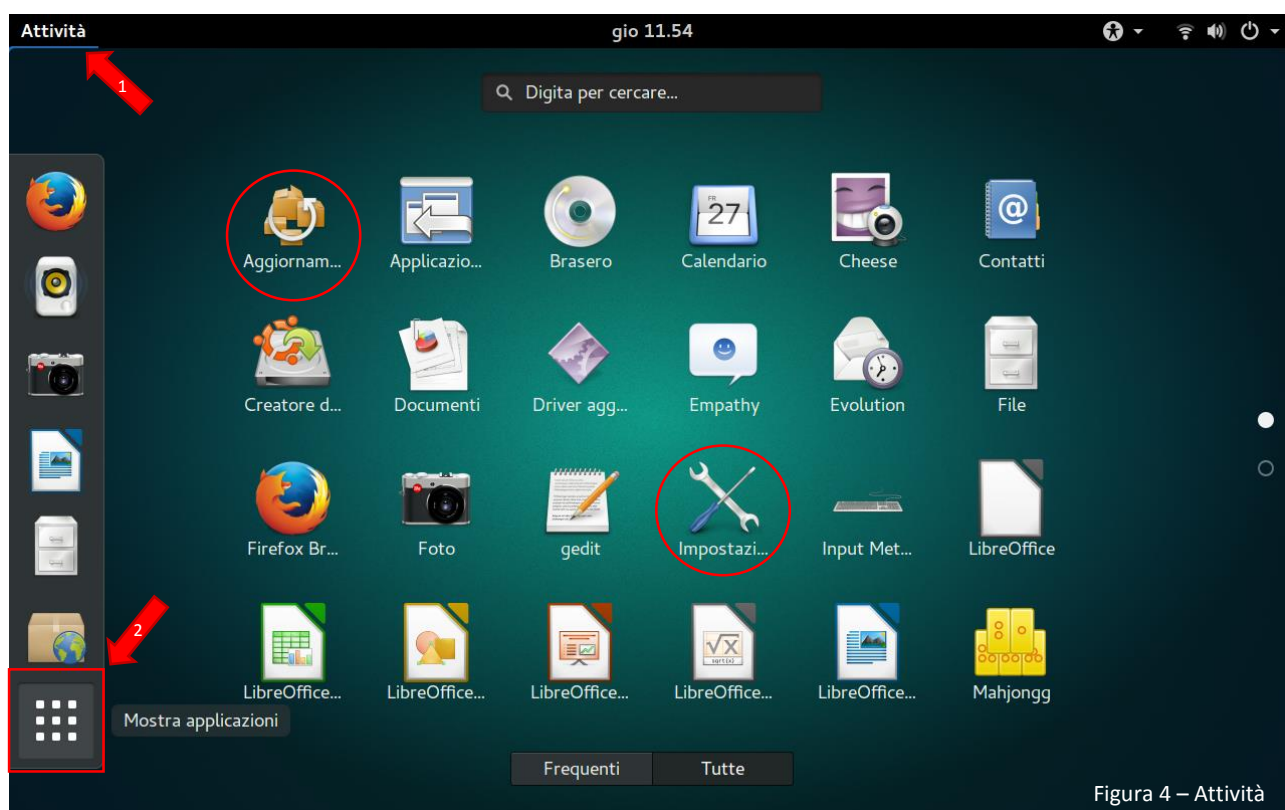 Attività
gio 11.54
1
Digita per cercare...
FR
27
@
Aggiornam...
Applicazio...
Brasero
Calendario
Cheese
Contatti
Creatore d...
Documenti
Driver agg...
Empathy
Evolution
File
Firefox Br...
Foto
gedit
Impostazi...
Input Met...
LibreOffice
2
√X
sqrt(x)
LibreOffice...
LibreOffice...
LibreOffice...
LibreOffice...
LibreOffice...
Mahjongg
Mostra applicazioni
Frequenti
Tutte
Figura 4 – Attività